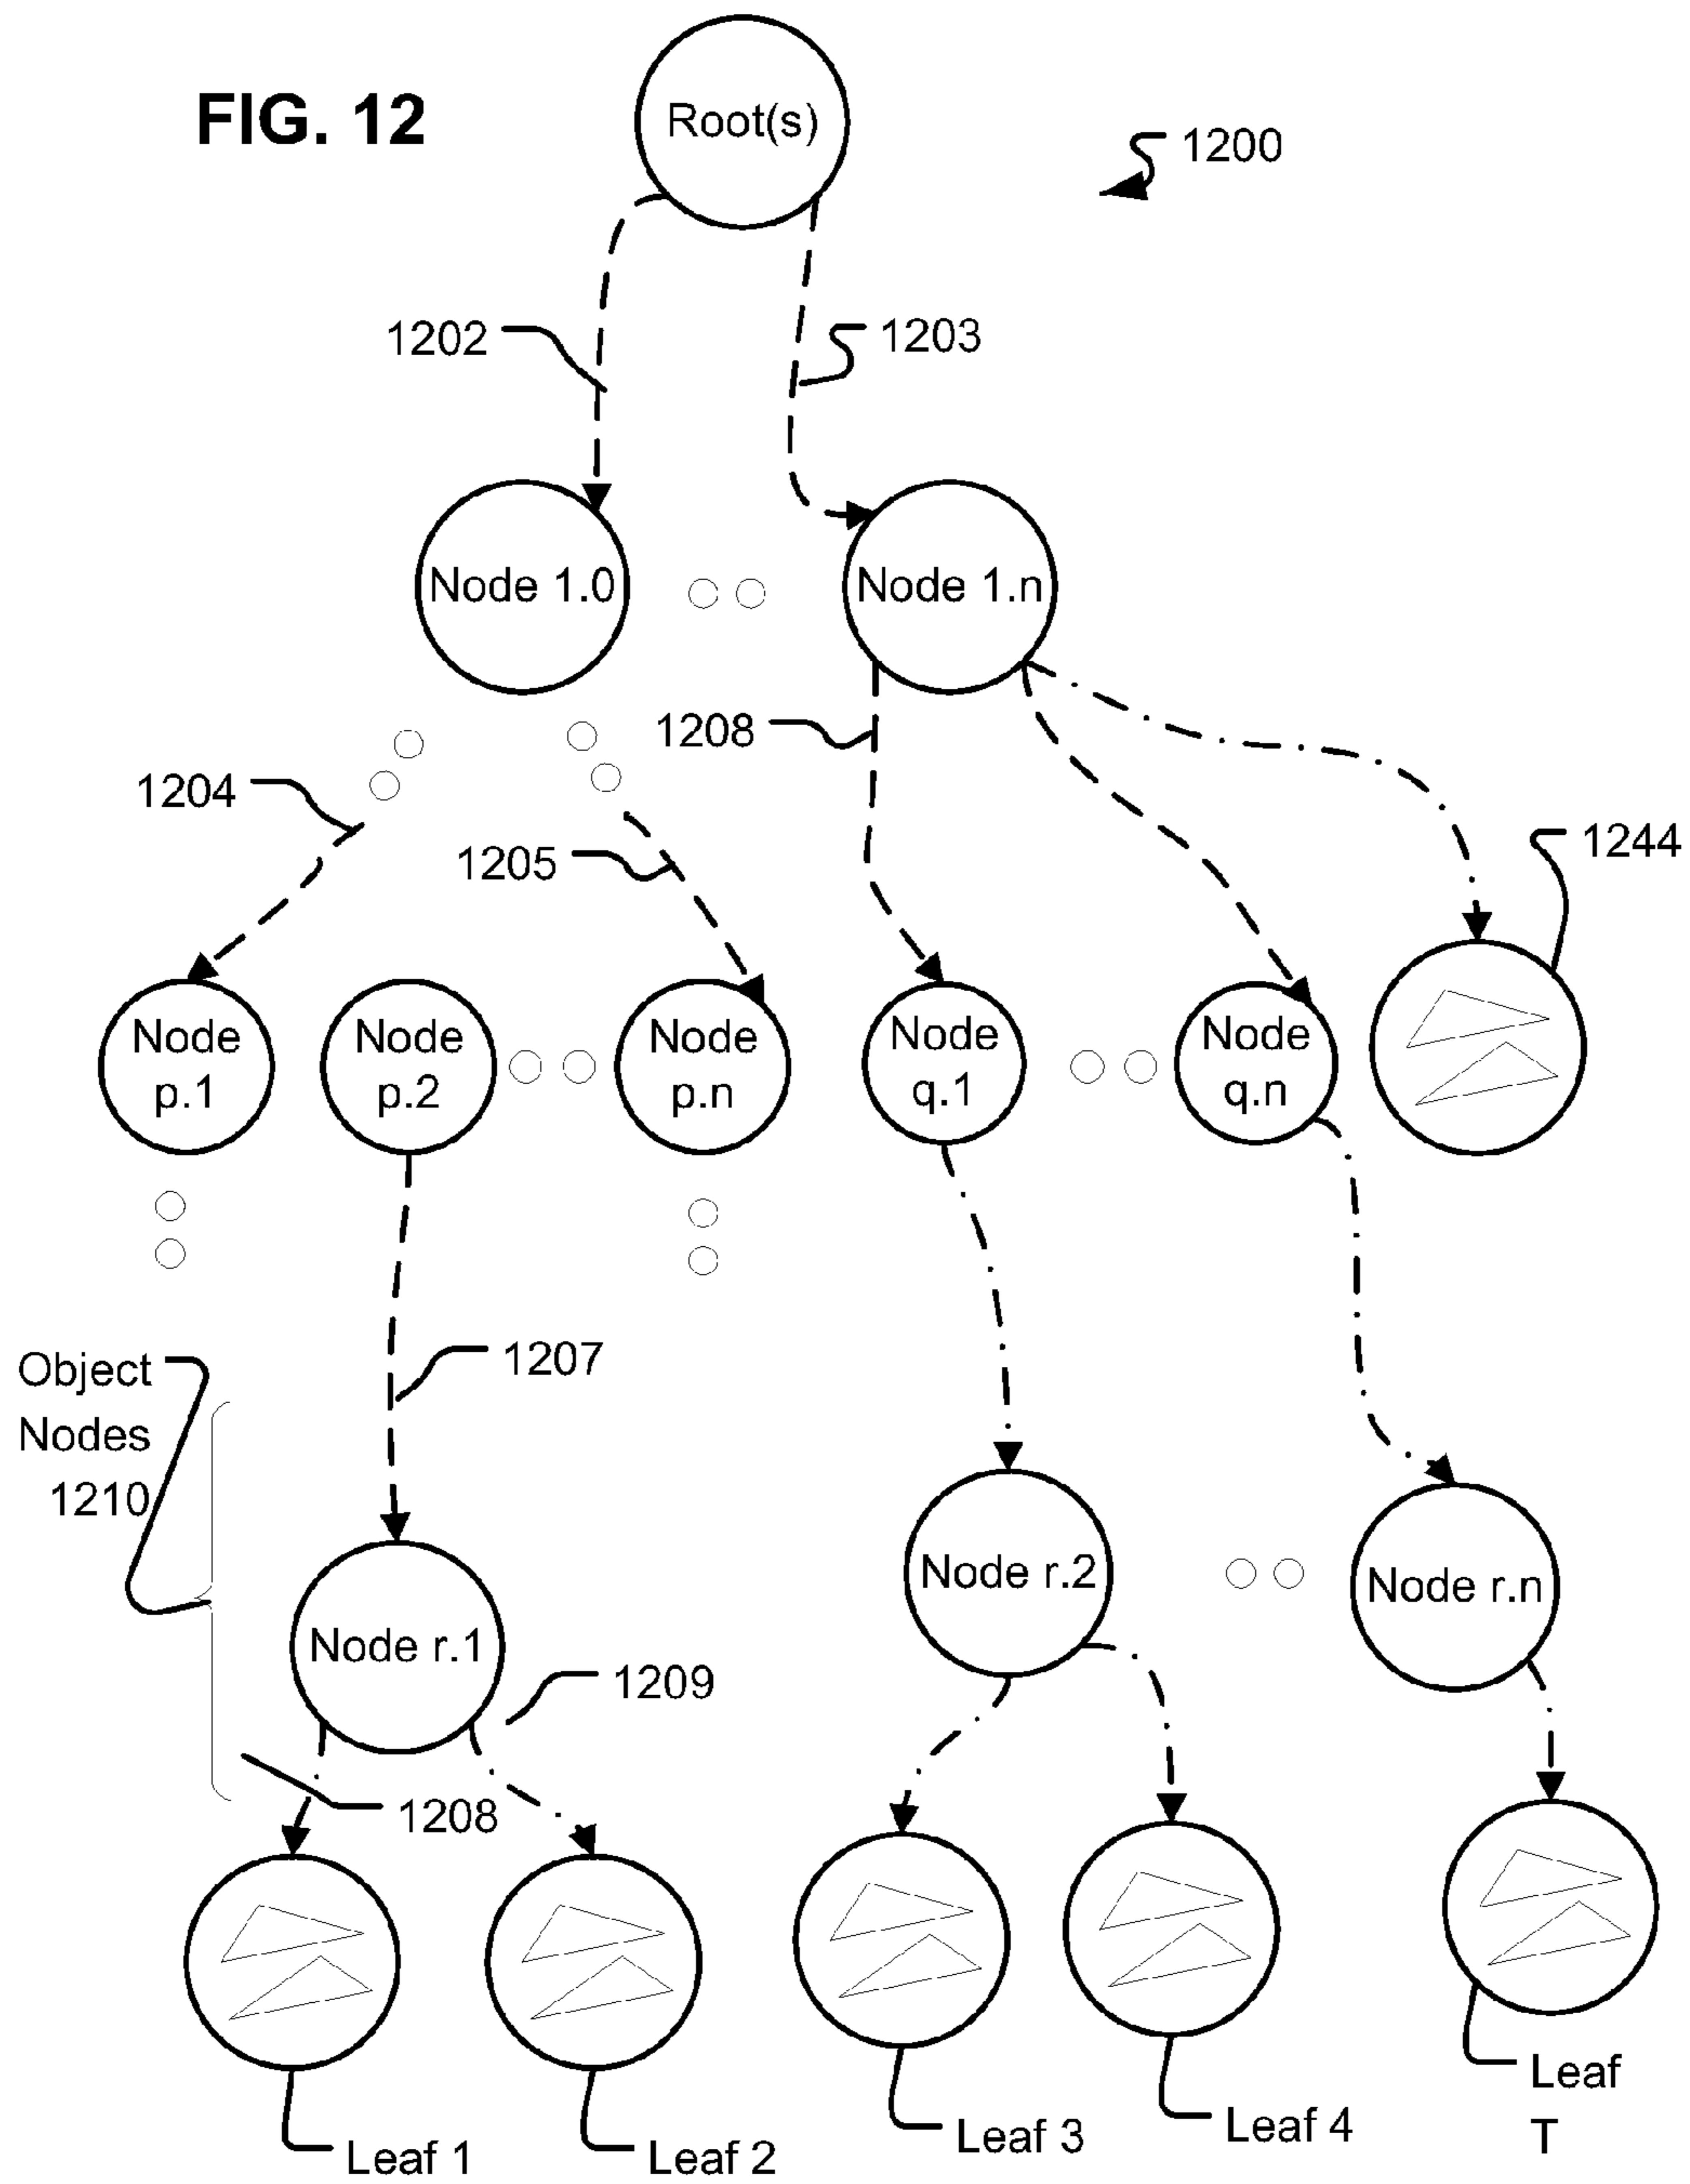 FIG. 12
Root(s)
1200
1202
1203
Node 1.0
Node 1.n
1208
1204
1205
1244
Node
p.1
Node
p.2
Node
p.n
Node
q.1
Node
q.n
1207
Object
Nodes
1210
Node r.1
Node r.2
Node r.n
1209
1208
Leaf 1
Leaf 2
Leaf 3
Leaf 4
Leaf
T